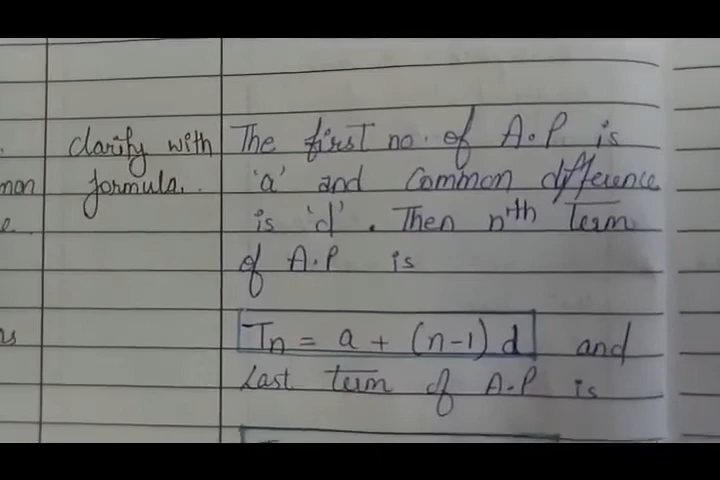 clarify with
formula.
The first no. of A.P. is
'a' and common difference
is 'd'. Then n'th Term
of A.P is
Tn = a + (n-1) d and
Last term of A.P is